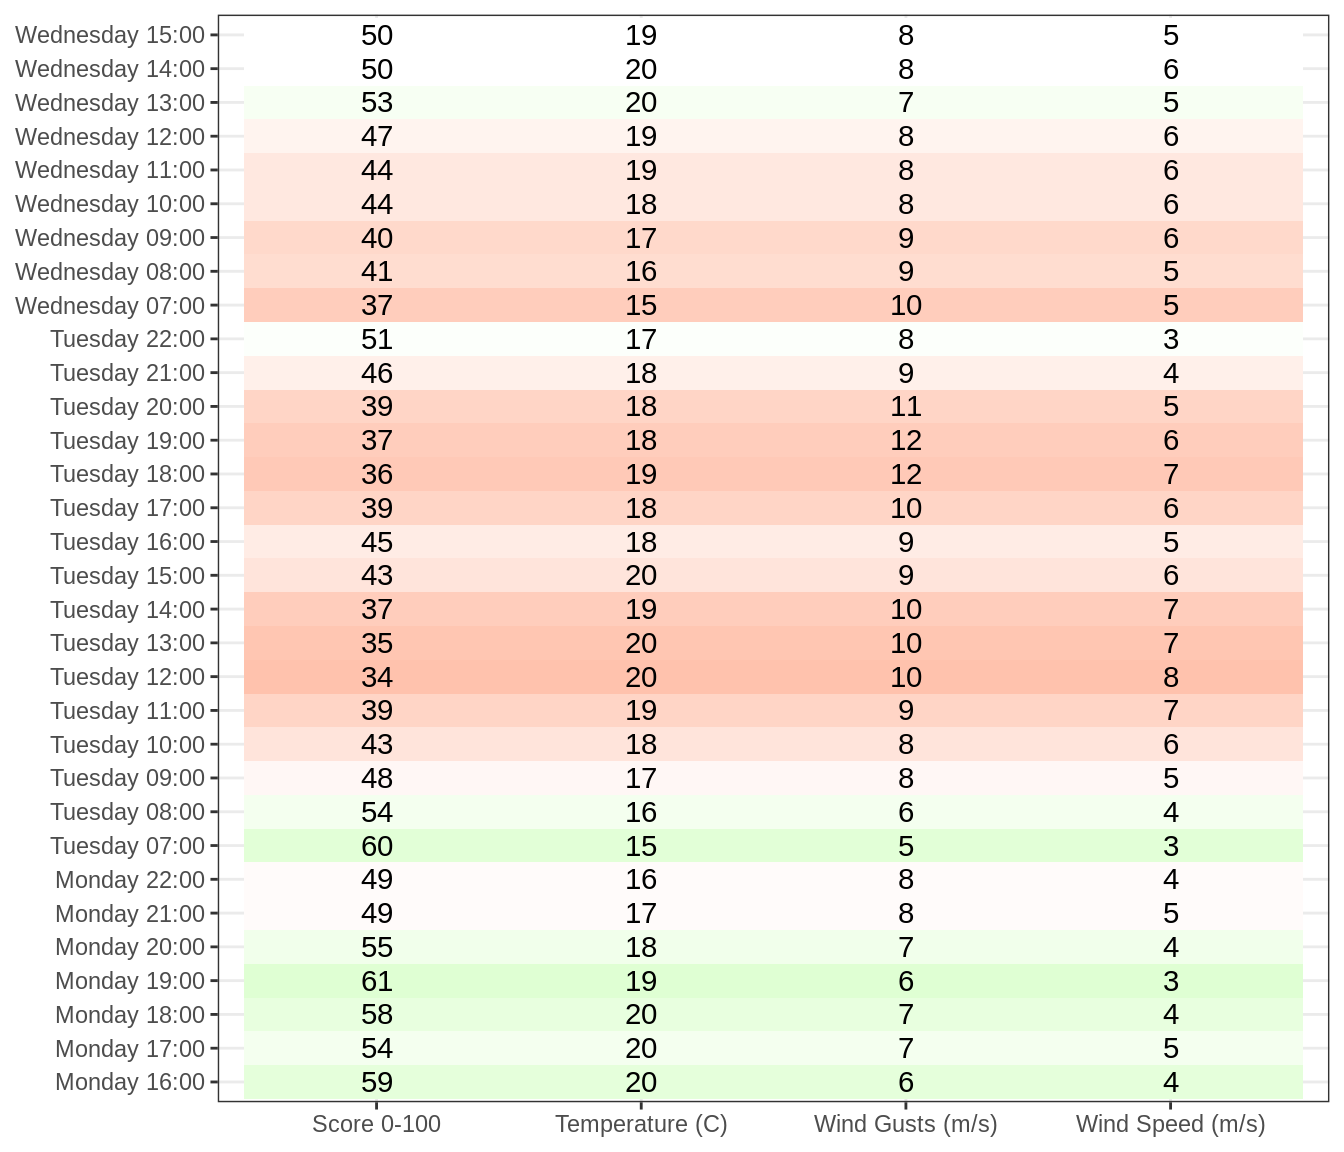 Wednesday 15:00 50 19 8 5
Wednesday 14:00 50 20 8 6
Wednesday 13:00 53 20 7 5
Wednesday 12:00 47 19 8 6
Wednesday 11:00 44 19 8 6
Wednesday 10:00 44 18 8 6
Wednesday 09:00 40 17 9 6
Wednesday 08:00 41 16 9 5
Wednesday 07:00 37 15 10 5
Tuesday 22:00 51 17 8 3
Tuesday 21:00 46 18 9 4
Tuesday 20:00 39 18 11 5
Tuesday 19:00 37 18 12 6
Tuesday 18:00 36 19 12 7
Tuesday 17:00 39 18 10 6
Tuesday 16:00 45 18 9 5
Tuesday 15:00 43 20 9 6
Tuesday 14:00 37 19 10 7
Tuesday 13:00 35 20 10 7
Tuesday 12:00 34 20 10 8
Tuesday 11:00 39 19 9 7
Tuesday 10:00 43 18 8 6
Tuesday 09:00 48 17 8 5
Tuesday 08:00 54 16 6 4
Tuesday 07:00 60 15 5 3
Monday 22:00 49 16 8 4
Monday 21:00 49 17 8 5
Monday 20:00 55 18 7 4
Monday 19:00 61 19 6 3
Monday 18:00 58 20 7 4
Monday 17:00 54 20 7 5
Monday 16:00 59 20 6 4
Score 0-100 Temperature (C) Wind Gusts (m/s) Wind Speed (m/s)